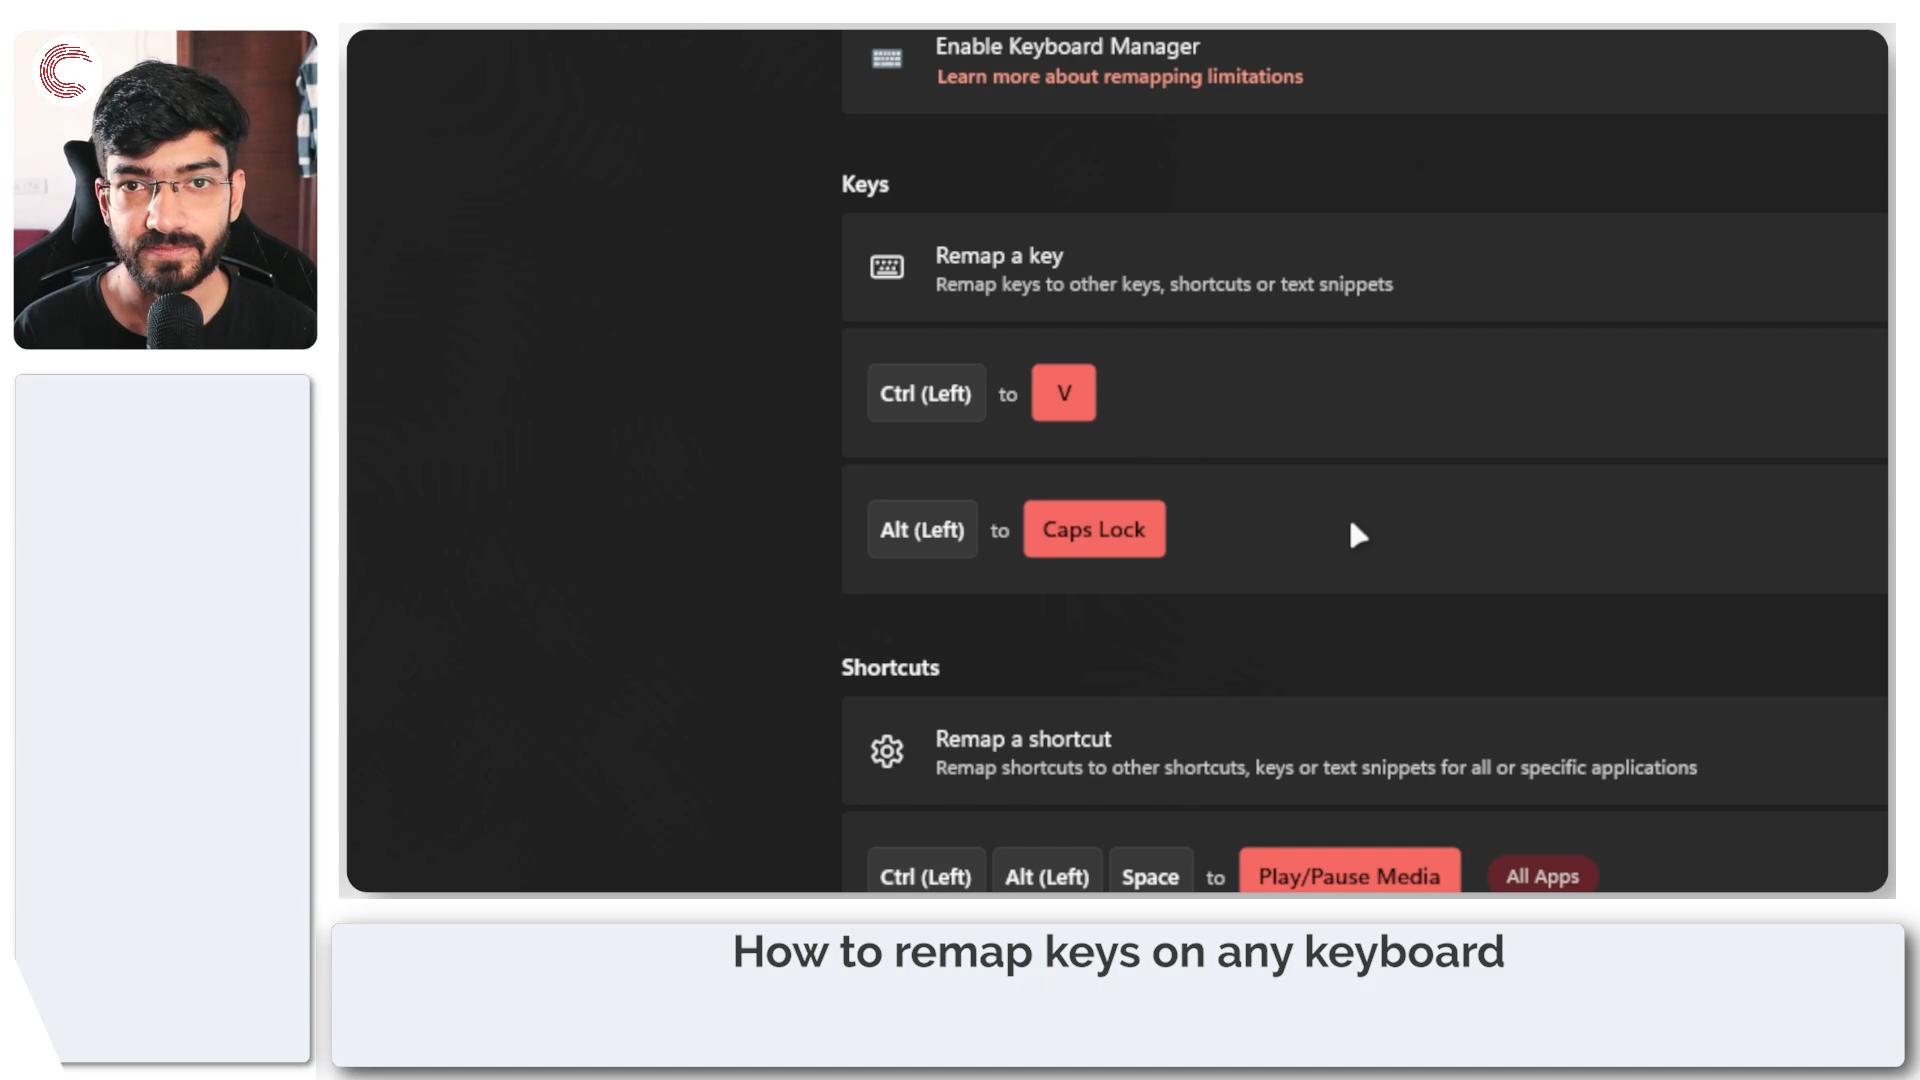 Enable Keyboard Manager
Learn more about remapping limitations
Keys
Remap a key
Remap keys to other keys, shortcuts or text snippets
Ctrl (Left) to V
Alt (Left) to Caps Lock
Shortcuts
Remap a shortcut
Remap shortcuts to other shortcuts, keys or text snippets for all or specific applications
Ctrl (Left) Alt (Left) Space to Play/Pause Media All Apps
How to remap keys on any keyboard